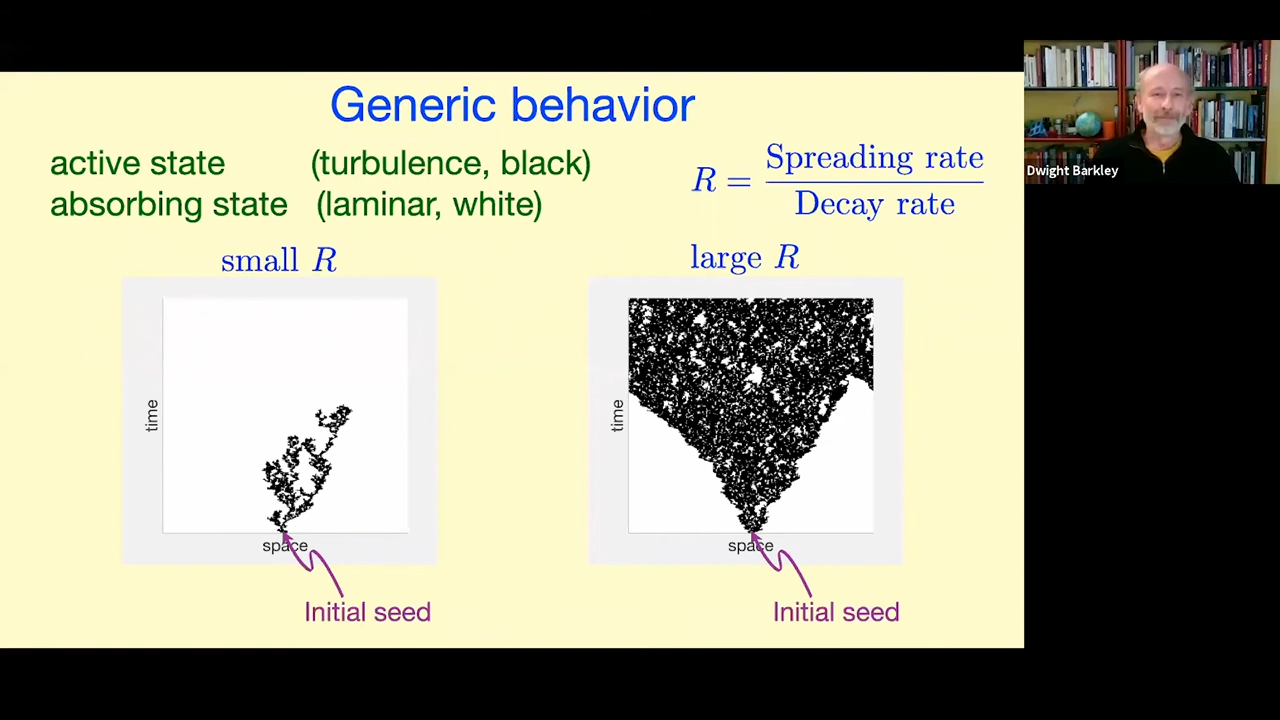 Generic behavior
active state (turbulence, black)
absorbing state (laminar, white)
R = Spreading rate
Decay rate
small R
large R
time
space
Initial seed
time
space
Initial seed
Dwight Barkley